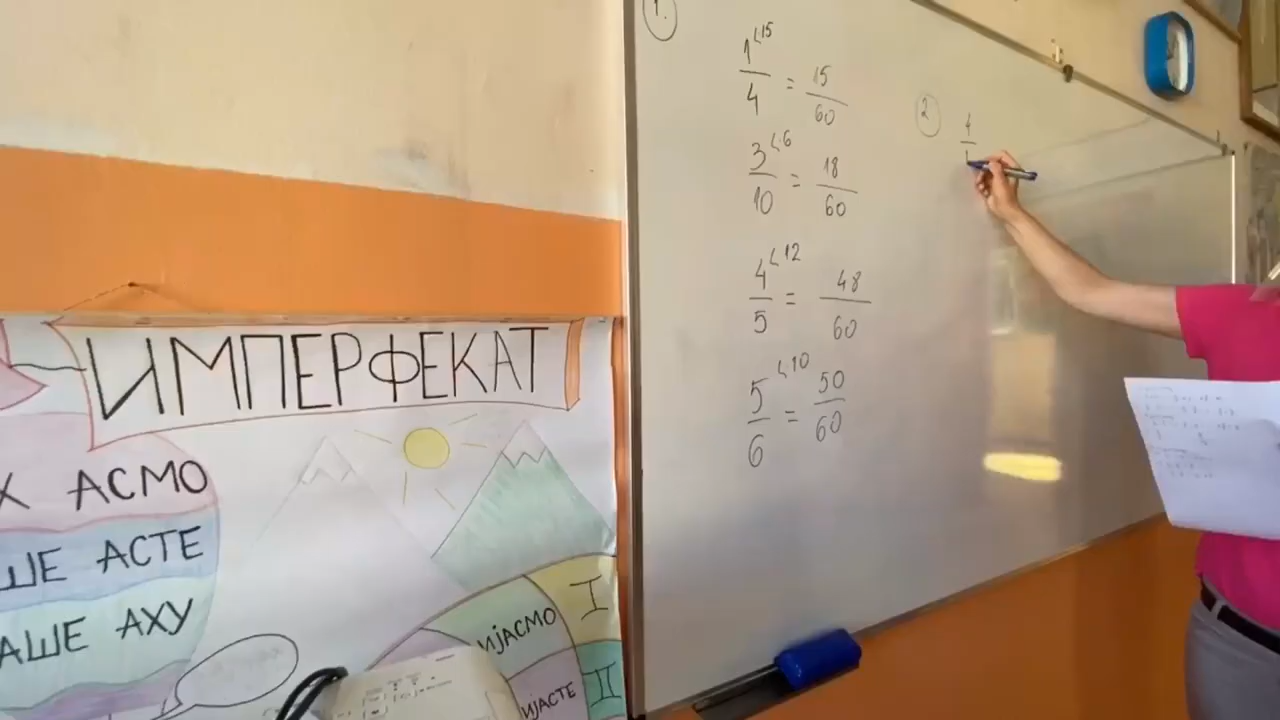 ИМПЕРФЕКАТ
Х АСМО
ШЕ АСТЕ
АШЕ АХУ
ИЈАСМО
I
ИЈАСТЕ
II
1.
1/4 = 15/60
15
3/10 = 18/60
6
4/5 = 48/60
12
5/6 = 50/60
10
2
4